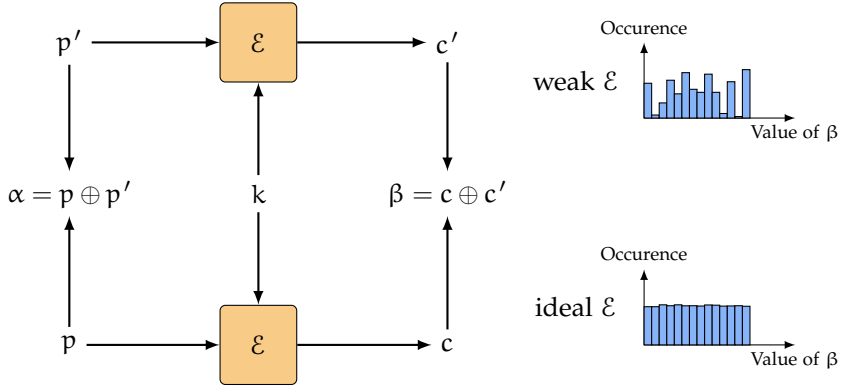 p′
ℰ
c′
α = p ⊕ p′
k
β = c ⊕ c′
p
ℰ
c
Occurence
weak ℰ
Value of β
Occurence
ideal ℰ
Value of β